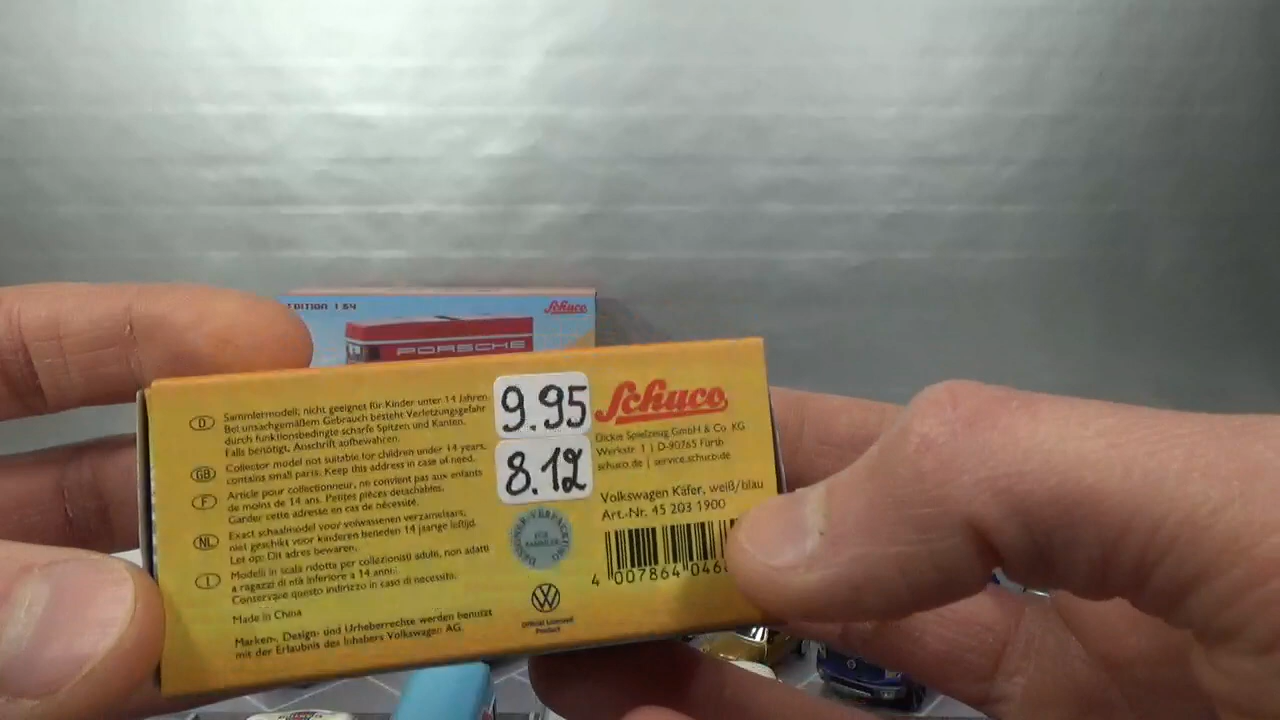 EDITION 1:64
Schuco
PORSCHE
D
Sammlermodell, nicht geeignet für Kinder unter 14 Jahren.
Bei unsachgemäßem Gebrauch besteht Verletzungsgefahr
durch funktionsbedingte scharfe Spitzen und Kanten.
Falls benötigt, Anschrift aufbewahren.
GB
Collector model not suitable for children under 14 years,
contains small parts. Keep this address in case of need.
F
Article pour collectionneur, ne convient pas aux enfants
de moins de 14 ans. Petites pièces détachables.
Garder cette adresse en cas de nécessité.
NL
Exact schaalmodel voor volwassenen verzamelaars,
niet geschikt voor kinderen beneden 14 jaarige leftijd.
Let op: Dit adres bewaren.
I
Modelli in scala ridotta per collezionisti adulti, non adatti
a ragazzi di età inferiore a 14 anni.
Conservare questo indirizzo in caso di necessita.
Made in China
Marken-, Design- und Urheberrechte werden benutzt
mit der Erlaubnis des Inhabers Volkswagen AG.
9.95
8.12
DESIGNER-VERPACKUNG
FÜR
SAMMLER
Official Licensed
Product
Schuco
Dickie Spielzeug GmbH & Co. KG
Werkstr. 1 | D-90765 Fürth
schuco.de | service.schuco.de
Volkswagen Käfer, weiß/blau
Art.-Nr. 45 203 1900
4 007864 046